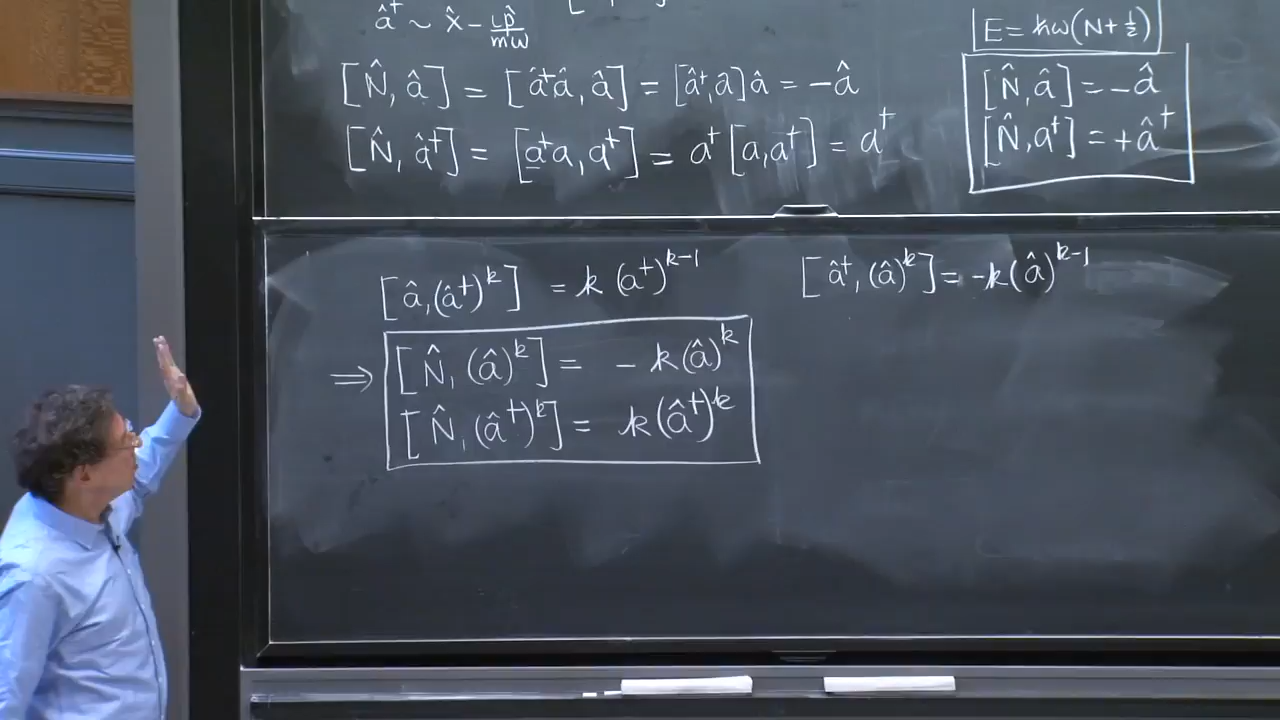 â† ~ x̂ − ip̂/mω
E = ħω(N + ½)
[N̂, â] = [â†â, â] = [â†, a]â = −â
[N̂, â†] = [a†a, a†] = a†[a, a†] = a†
[N̂, â] = −â
[N̂, a†] = +â†
[â, (â†)^k] = k(a†)^{k−1}
[â†, (â)^k] = −k(â)^{k−1}
⇒ [N̂, (â)^k] = −k(â)^k
[N̂, (â†)^k] = k(â†)^k